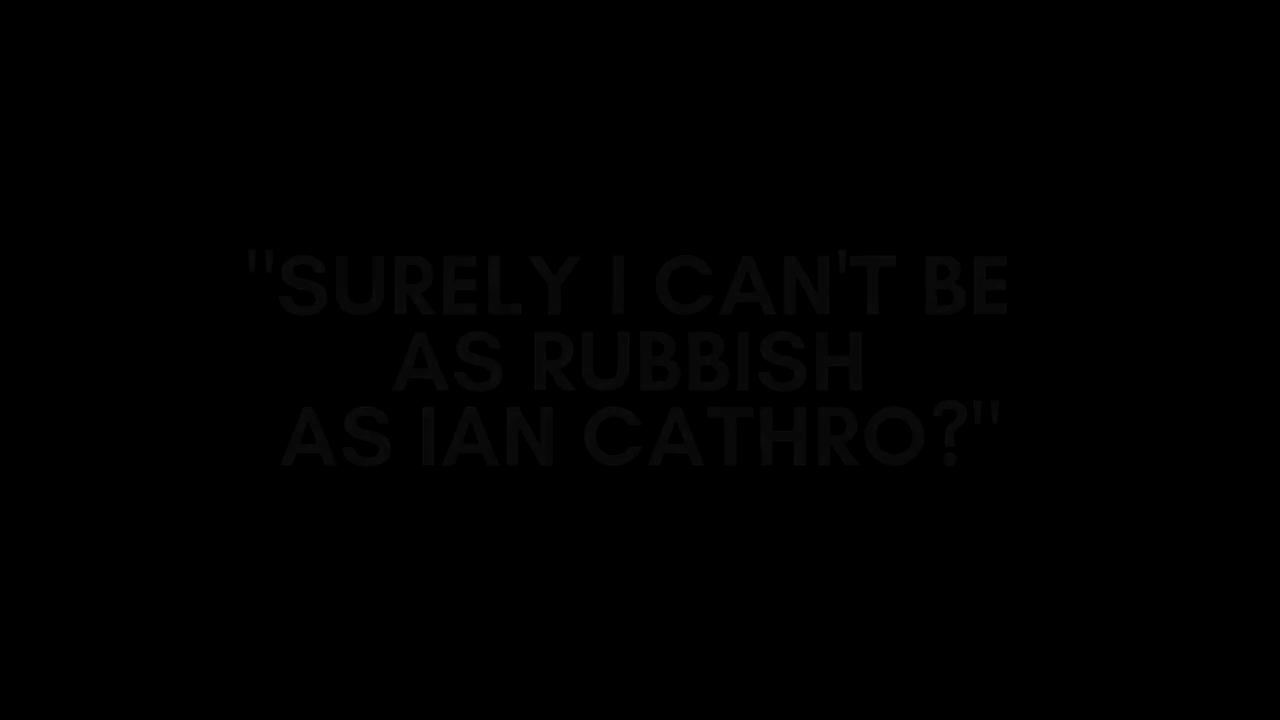 "SURELY I CAN'T BE
AS RUBBISH
AS IAN CATHRO?"